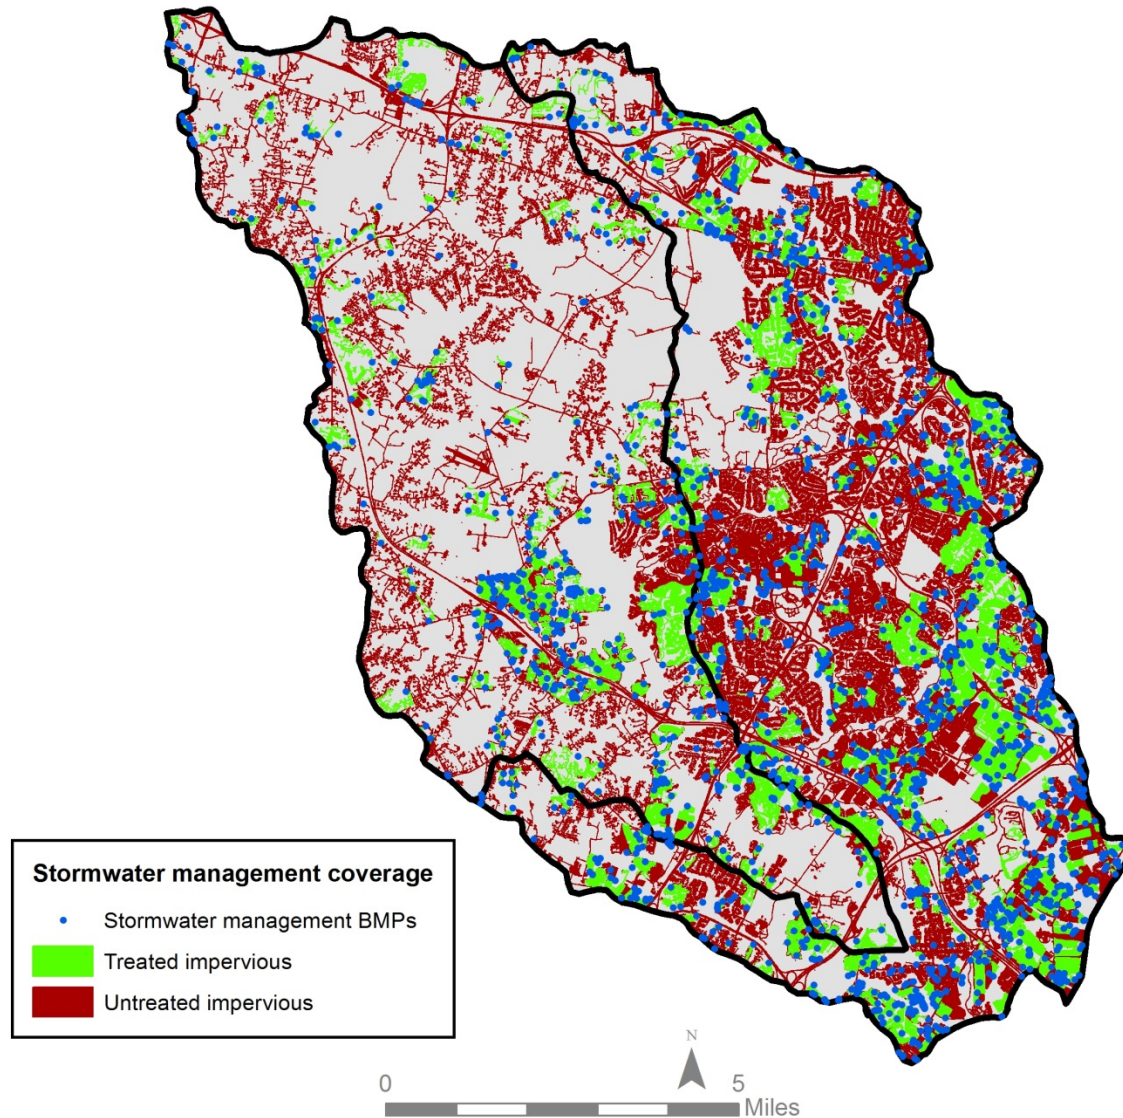 Stormwater management coverage
Stormwater management BMPs
Treated impervious
Untreated impervious
N
0 5
Miles